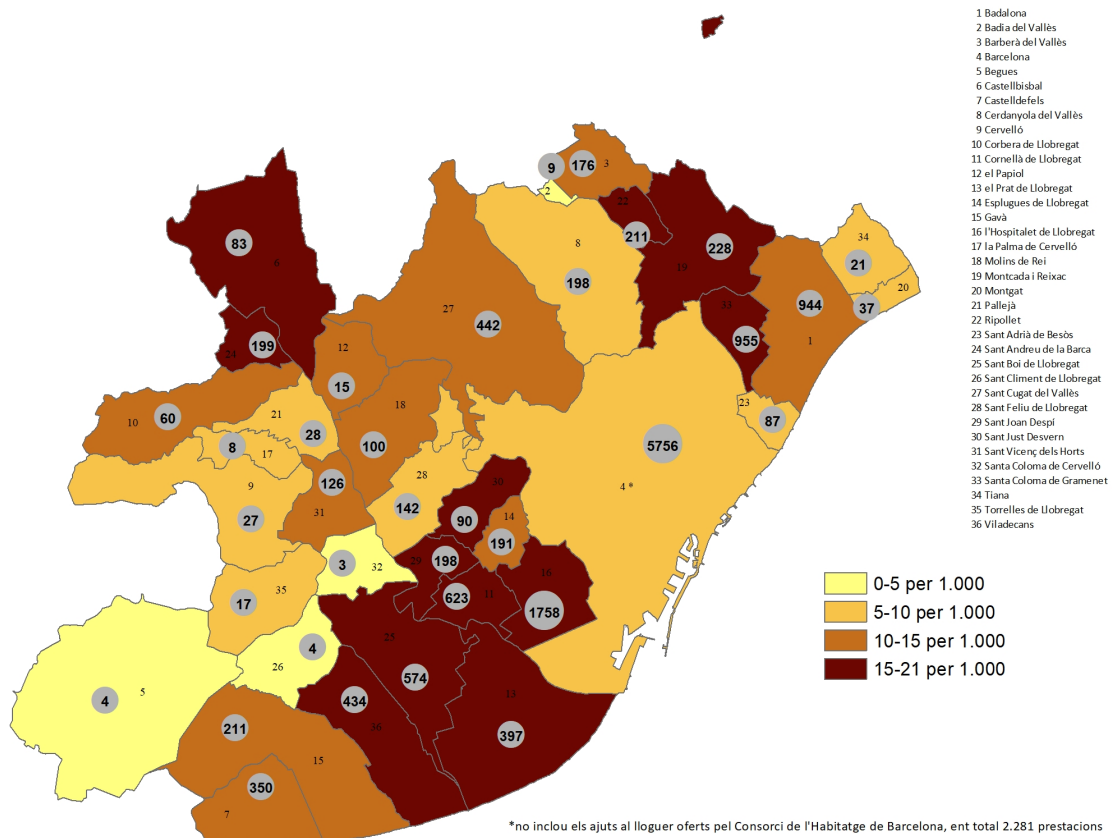 1 Badalona
2 Badia del Vallès
3 Barberà del Vallès
4 Barcelona
5 Begues
6 Castellbisbal
7 Castelldefels
8 Cerdanyola del Vallès
9 Cervelló
10 Corbera de Llobregat
11 Cornellà de Llobregat
12 el Papiol
13 el Prat de Llobregat
14 Esplugues de Llobregat
15 Gavà
16 l'Hospitalet de Llobregat
17 la Palma de Cervelló
18 Molins de Rei
19 Montcada i Reixac
20 Montgat
21 Pallejà
22 Ripollet
23 Sant Adrià de Besòs
24 Sant Andreu de la Barca
25 Sant Boi de Llobregat
26 Sant Climent de Llobregat
27 Sant Cugat del Vallès
28 Sant Feliu de Llobregat
29 Sant Joan Despí
30 Sant Just Desvern
31 Sant Vicenç dels Horts
32 Santa Coloma de Cervelló
33 Santa Coloma de Gramenet
34 Tiana
35 Torrelles de Llobregat
36 Viladecans
9
176
3
2
22
211
228
19
34
21
20
37
83
6
8
198
944
1
33
955
27
442
199
24
12
15
23
87
10
60
21
28
18
100
8
17
5756
4 *
9
126
31
27
28
142
30
90
14
191
3
32
29
198
16
35
17
623
11
1758
25
4
26
574
5
4
434
36
13
397
211
15
350
7
0-5 per 1.000
5-10 per 1.000
10-15 per 1.000
15-21 per 1.000
*no inclou els ajuts al lloguer oferts pel Consorci de l'Habitatge de Barcelona, ent total 2.281 prestacions